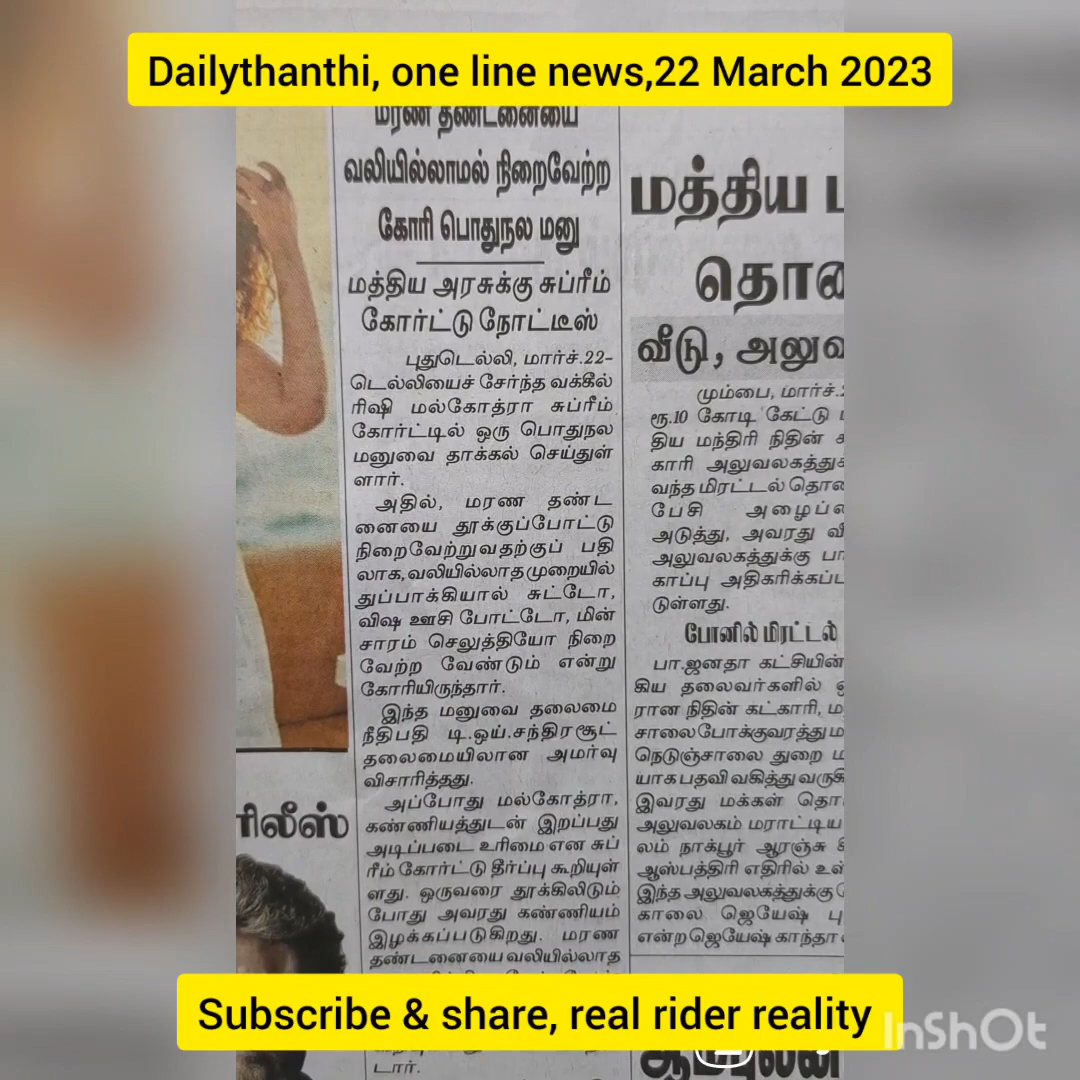 Dailythanthi, one line news,22 March 2023
மரண தண்டனையை
வலியில்லாமல் நிறைவேற்ற
கோரி பொதுநல மனு
மத்திய அரசுக்கு சுப்ரீம்
கோர்ட்டு நோட்டீஸ்
புதுடெல்லி, மார்ச்.22-
டெல்லியைச் சேர்ந்த வக்கீல்
ரிஷி மல்கோத்ரா சுப்ரீம்
கோர்ட்டில் ஒரு பொதுநல
மனுவை தாக்கல் செய்துள்
ளார்.
அதில், மரண தண்ட
னையை தூக்குப்போட்டு
நிறைவேற்றுவதற்குப் பதி
லாக,வலியில்லாத முறையில்
துப்பாக்கியால் சுட்டோ,
விஷ ஊசி போட்டோ, மின்
சாரம் செலுத்தியோ நிறை
வேற்ற வேண்டும் என்று
கோரியிருந்தார்.
இந்த மனுவை தலைமை
நீதிபதி டி.ஒய்.சந்திரசூட்
தலைமையிலான அமர்வு
விசாரித்தது.
அப்போது மல்கோத்ரா,
கண்ணியத்துடன் இறப்பது
அடிப்படை உரிமை என சுப்
ரீம் கோர்ட்டு தீர்ப்பு கூறியுள்
ளது. ஒருவரை தூக்கிலிடும்
போது அவரது கண்ணியம்
இழக்கப்படுகிறது. மரண
தண்டனையை வலியில்லாத
டார்.
மத்திய
தொலை
வீடு, அலுவ
மும்பை, மார்ச்.2
ரூ.10 கோடி கேட்டு
திய மந்திரி நிதின் க
காரி அலுவலகத்துக்
வந்த மிரட்டல் தொலை
பேசி அழைப்பை
அடுத்து, அவரது வீ
அலுவலகத்துக்கு பா
காப்பு அதிகரிக்கப்ப
டுள்ளது.
போனில் மிரட்டல்
பா.ஜனதா கட்சியின்
கிய தலைவர்களில் ஒ
ரான நிதின் கட்காரி, ம
சாலைபோக்குவரத்து ம
நெடுஞ்சாலை துறை ம
யாக பதவி வகித்து வருகி
இவரது மக்கள் தொ
அலுவலகம் மராட்டிய
லம் நாக்பூர் ஆரஞ்சு சி
ஆஸ்பத்திரி எதிரில் உள்
இந்த அலுவலகத்துக்கு
காலை ஜெயேஷ் பு
என்ற ஜெயேஷ் காந்தா
ரிலீஸ்
Subscribe & share, real rider reality
InShOt